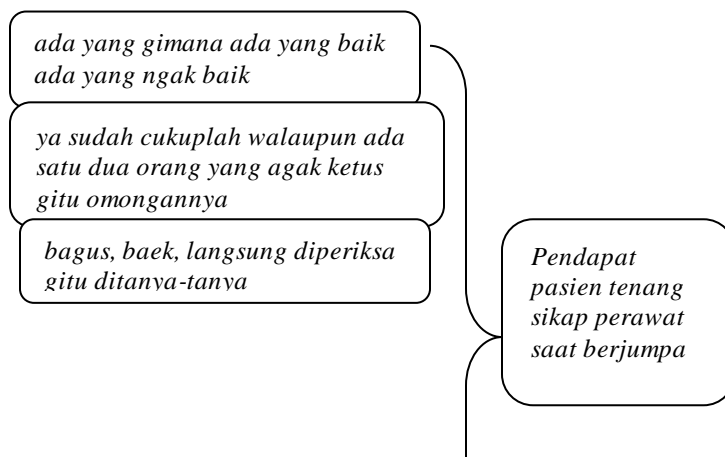 ada yang gimana ada yang baik
ada yang ngak baik
ya sudah cukuplah walaupun ada
satu dua orang yang agak ketus
gitu omongannya
bagus, baek, langsung diperiksa
gitu ditanya-tanya
Pendapat
pasien tenang
sikap perawat
saat berjumpa